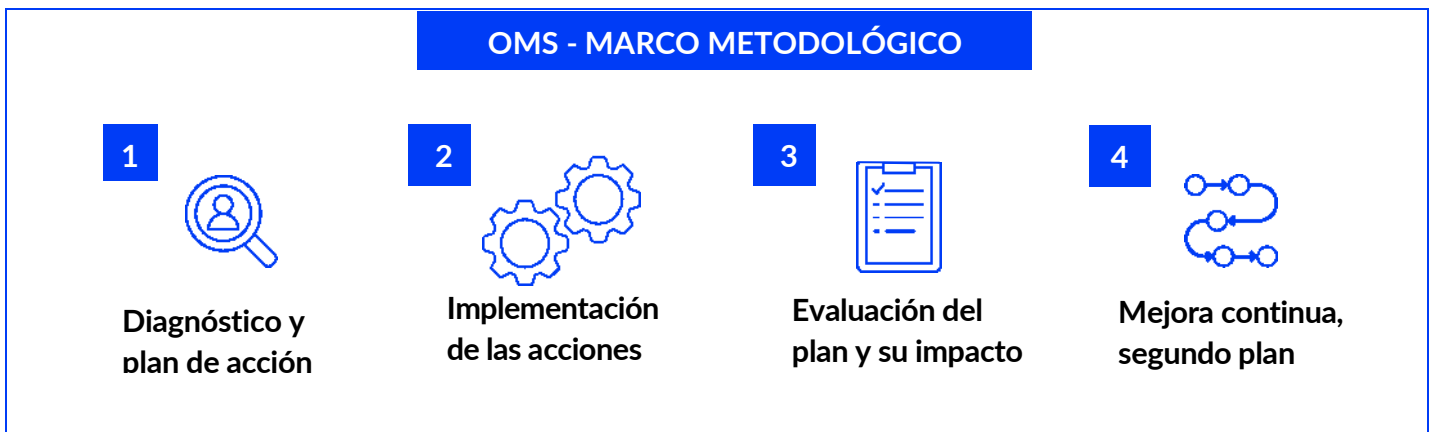 OMS - MARCO METODOLÓGICO
1
Diagnóstico y
plan de acción
2
Implementación
de las acciones
3
Evaluación del
plan y su impacto
4
Mejora continua,
segundo plan